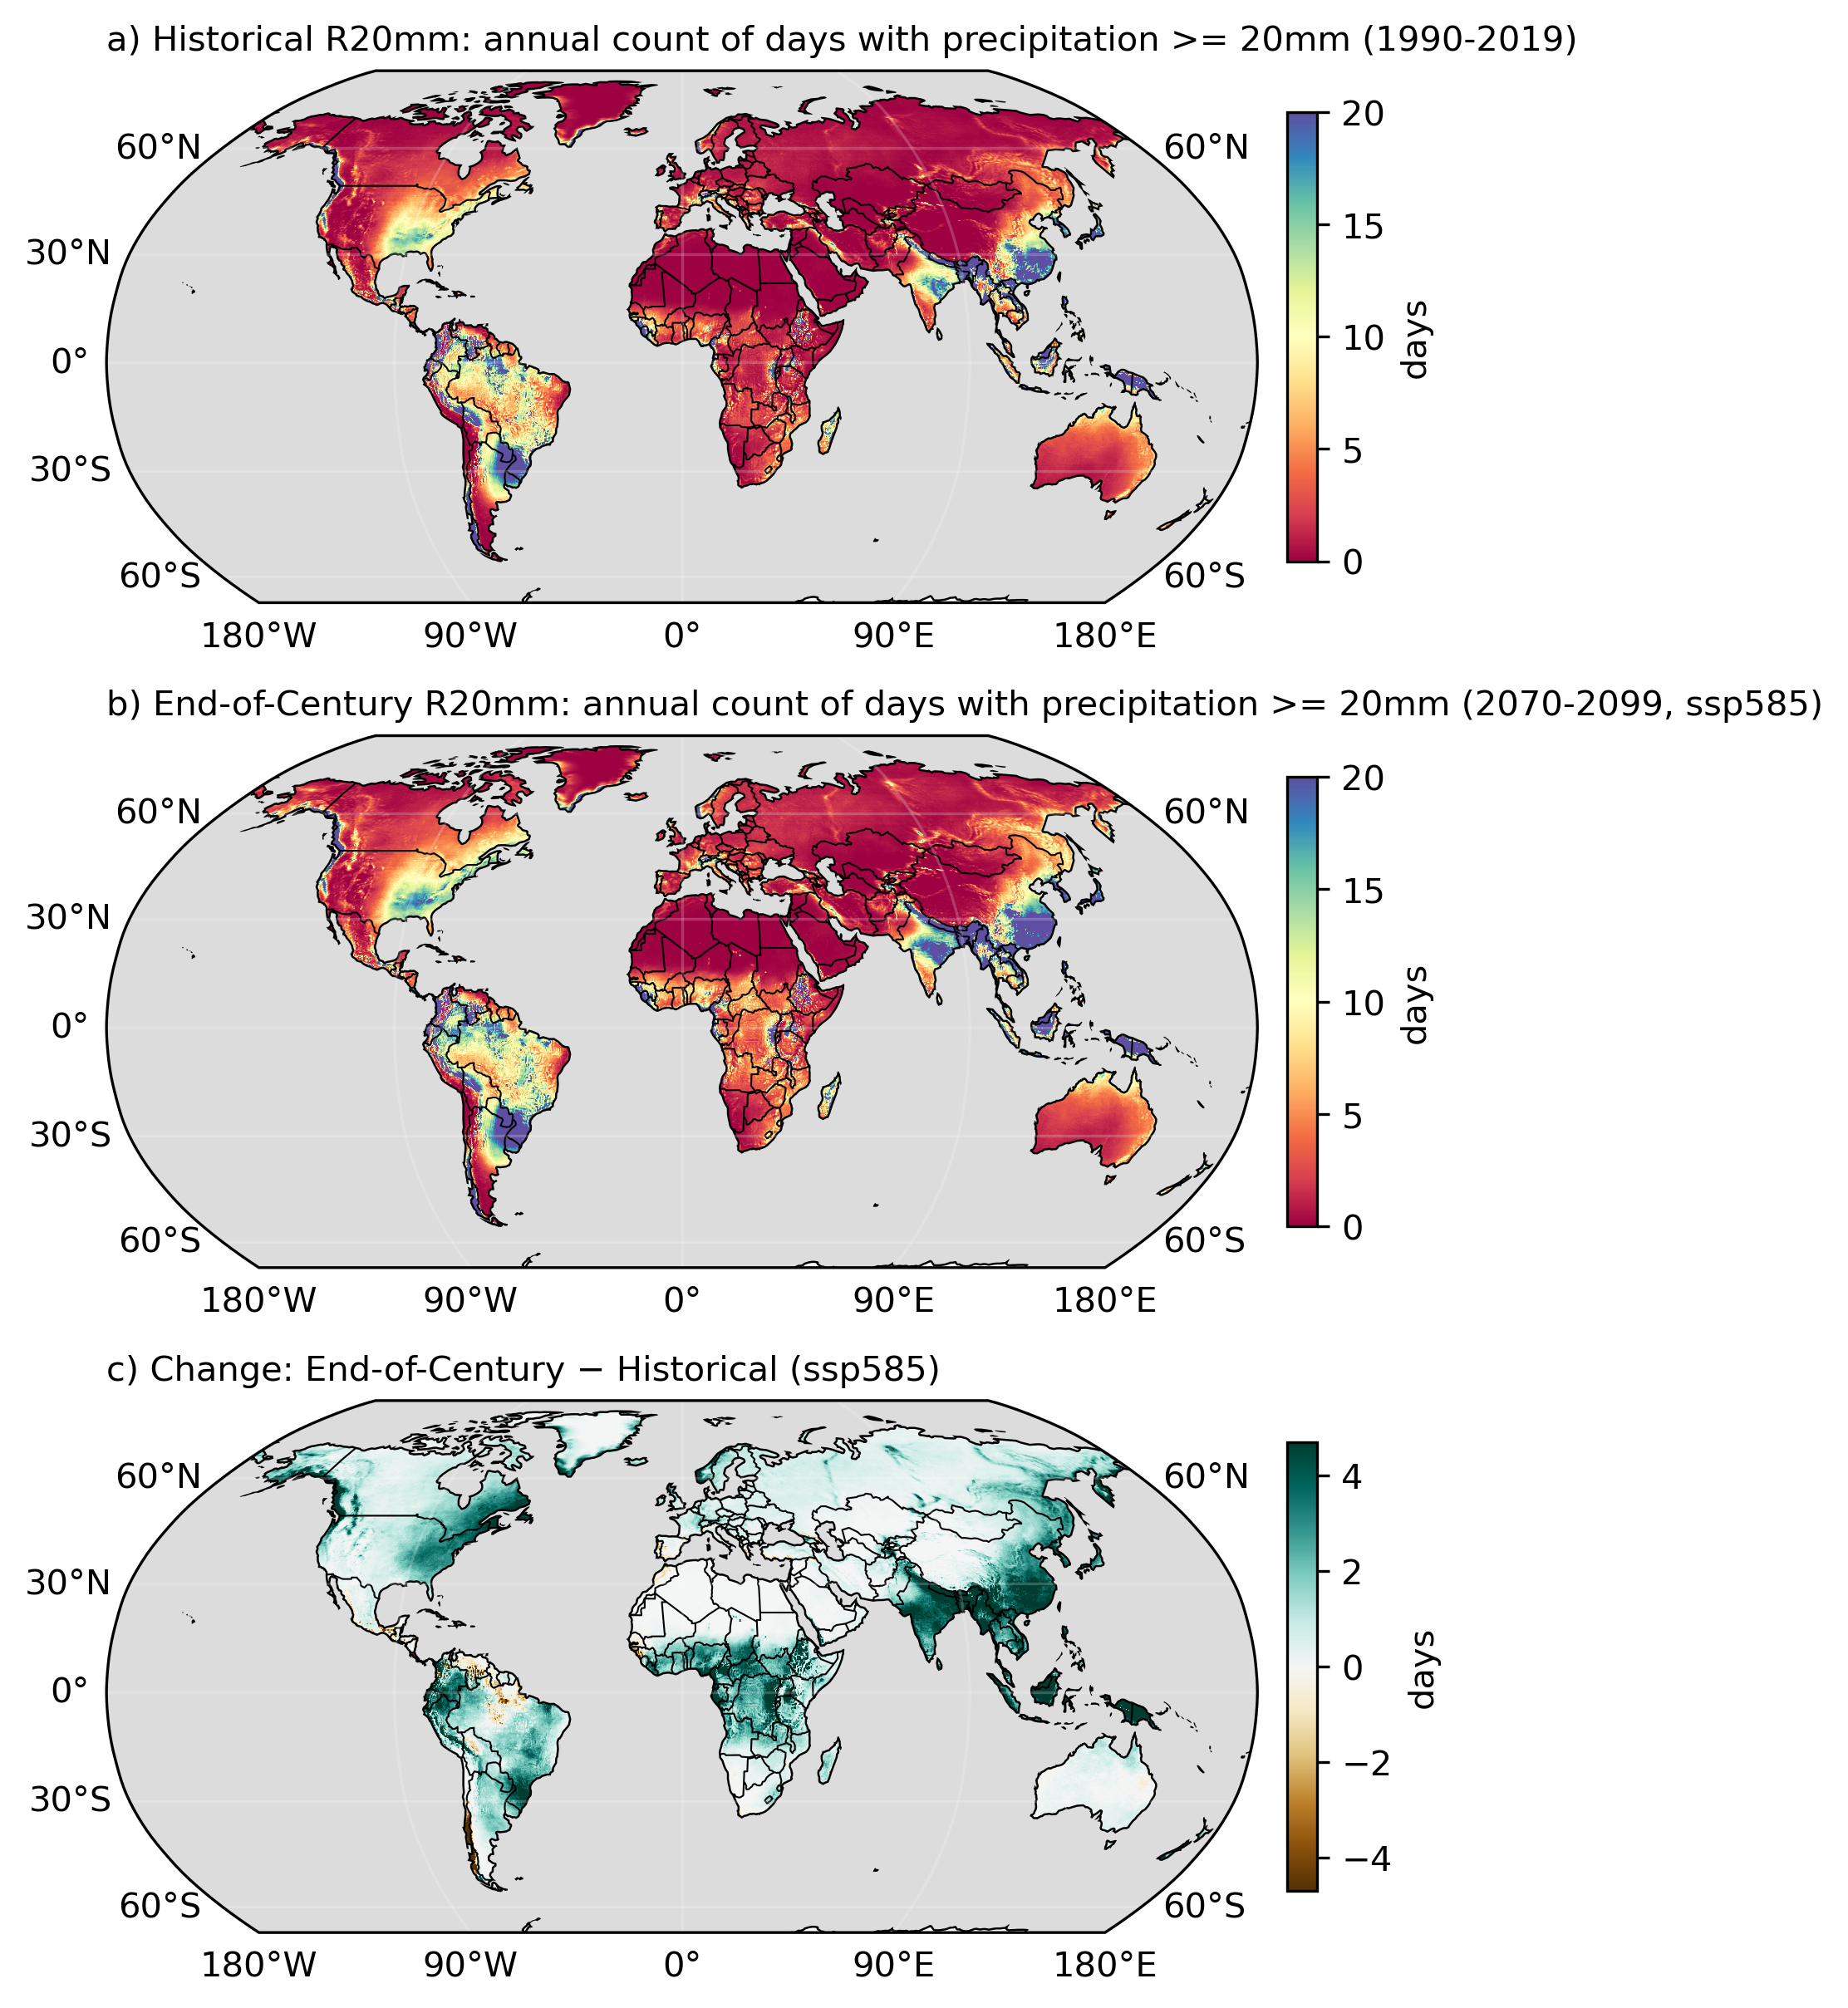 a) Historical R20mm: annual count of days with precipitation >= 20mm (1990-2019)
20
60°N
60°N
15
30°N
10
days
0°
5
30°S
0
60°S
60°S
180°W
90°W
0°
90°E
180°E
b) End-of-Century R20mm: annual count of days with precipitation >= 20mm (2070-2099, ssp585)
20
60°N
60°N
15
30°N
10
days
0°
5
30°S
0
60°S
60°S
180°W
90°W
0°
90°E
180°E
c) Change: End-of-Century − Historical (ssp585)
60°N
60°N
4
30°N
2
0
days
0°
−2
30°S
−4
60°S
60°S
180°W
90°W
0°
90°E
180°E